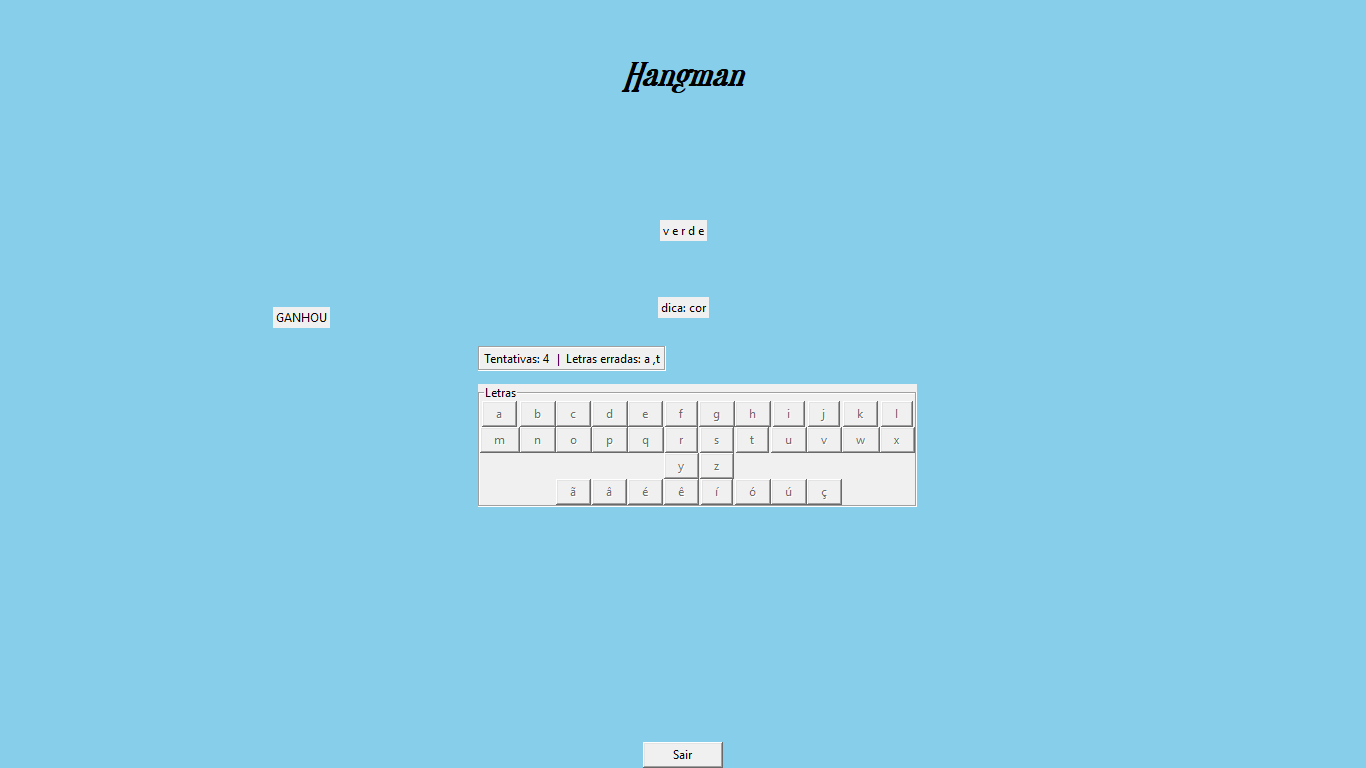 Hangman
v e r d e
dica: cor
GANHOU
Tentativas: 4 | Letras erradas: a ,t
Letras
a b c d e f g h i j k l
m n o p q r s t u v w x
y z
ã â é ê í ó ú ç
Sair